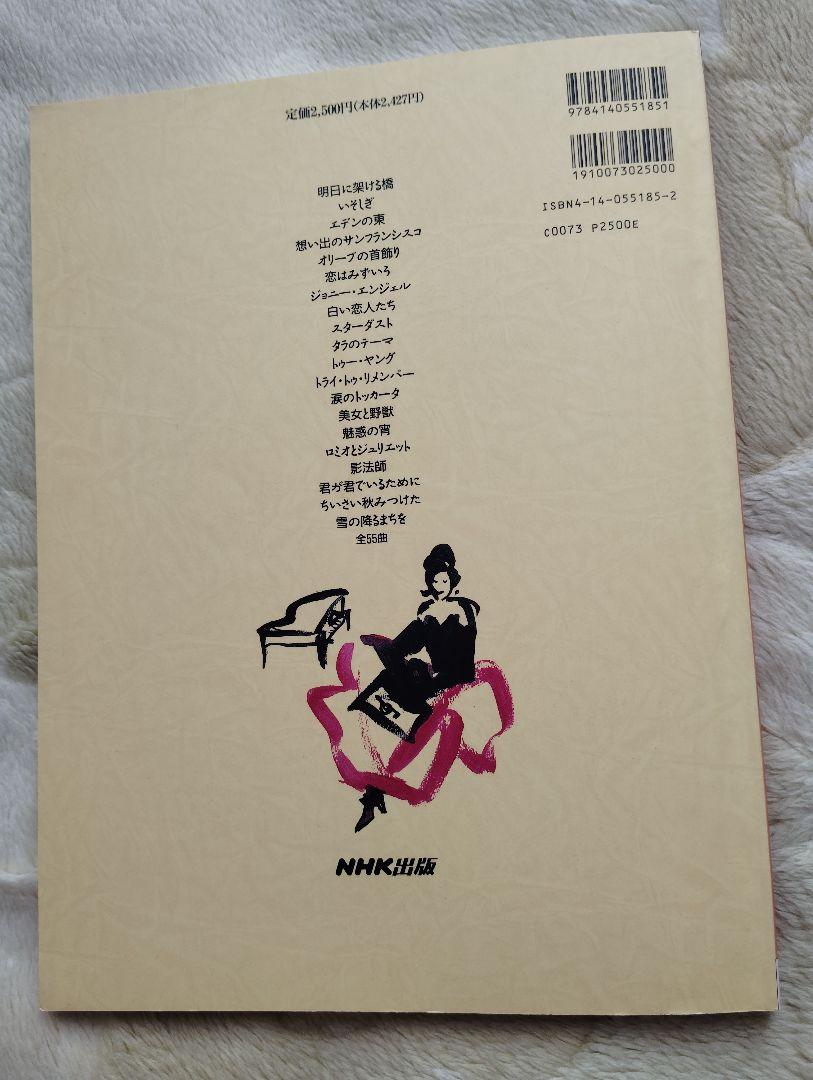 定価2,500円(本体2,427円)
9784140551851
1910073025000
ISBN4-14-055185-2
C0073 P2500E
明日に架ける橋
いそしぎ
エデンの東
想い出のサンフランシスコ
オリーブの首飾り
恋はみずいろ
ジョニー・エンジェル
白い恋人たち
スターダスト
タラのテーマ
トゥー・ヤング
トライ・トゥ・リメンバー
涙のトッカータ
美女と野獣
魅惑の宵
ロミオとジュリエット
影法師
君が君でいるために
ちいさい秋みつけた
雪の降るまちを
全55曲
NHK出版